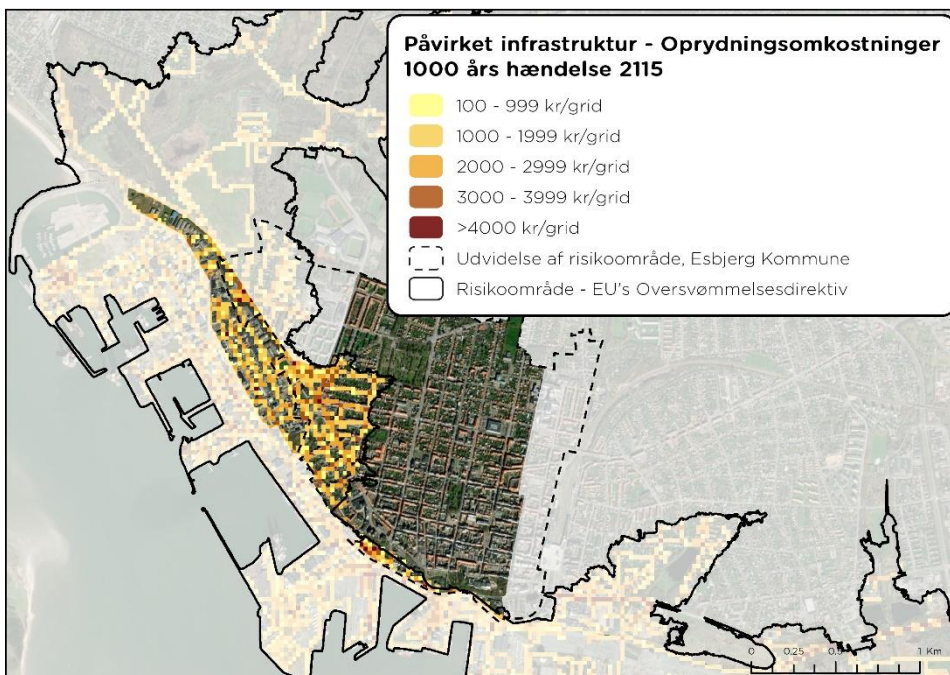 Påvirket infrastruktur - Oprydningsomkostninger
1000 års hændelse 2115
100 - 999 kr/grid
1000 - 1999 kr/grid
2000 - 2999 kr/grid
3000 - 3999 kr/grid
>4000 kr/grid
Udvidelse af risikoområde, Esbjerg Kommune
Risikoområde - EU's Oversvømmelsesdirektiv
0 0.25 0.5 1 Km